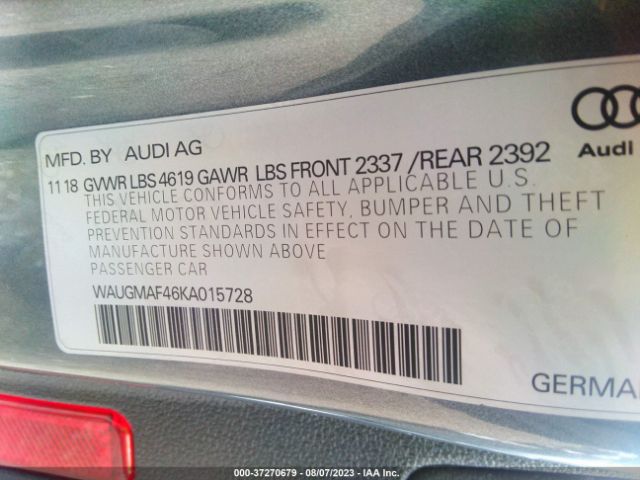 MFD. BY AUDI AG
11 18 GVWR LBS 4619 GAWR LBS FRONT 2337 /REAR 2392
THIS VEHICLE CONFORMS TO ALL APPLICABLE U.S.
FEDERAL MOTOR VEHICLE SAFETY, BUMPER AND THEFT
PREVENTION STANDARDS IN EFFECT ON THE DATE OF
MANUFACTURE SHOWN ABOVE
PASSENGER CAR
WAUGMAF46KA015728
Audi
GERMA
000-37270679 - 08/07/2023 - IAA Inc.